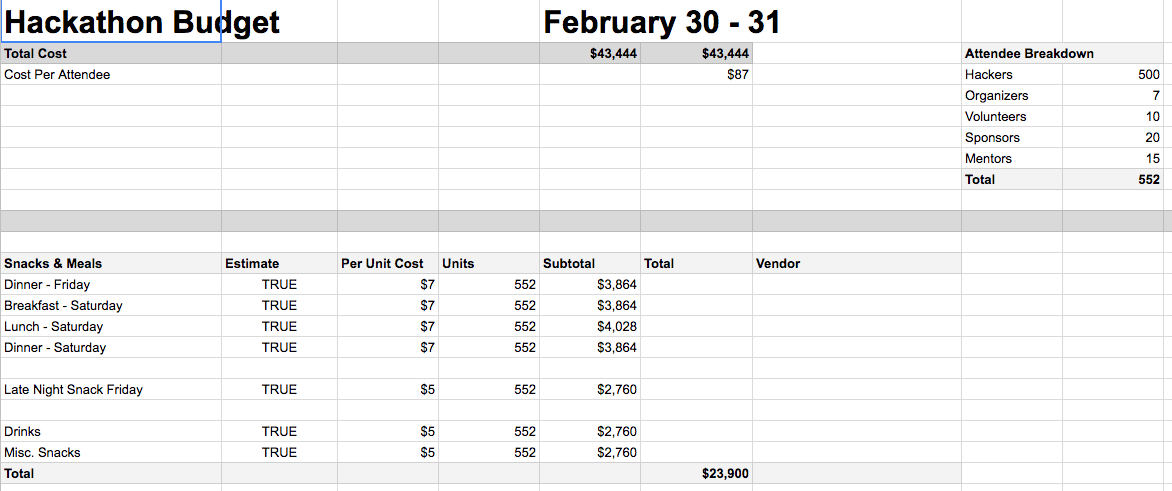 Hackathon Budget February 30 - 31
Total Cost $43,444 $43,444 Attendee Breakdown
Cost Per Attendee $87 Hackers 500
Organizers 7
Volunteers 10
Sponsors 20
Mentors 15
Total 552
Snacks & Meals Estimate Per Unit Cost Units Subtotal Total Vendor
Dinner - Friday TRUE $7 552 $3,864
Breakfast - Saturday TRUE $7 552 $3,864
Lunch - Saturday TRUE $7 552 $4,028
Dinner - Saturday TRUE $7 552 $3,864
Late Night Snack Friday TRUE $5 552 $2,760
Drinks TRUE $5 552 $2,760
Misc. Snacks TRUE $5 552 $2,760
Total $23,900